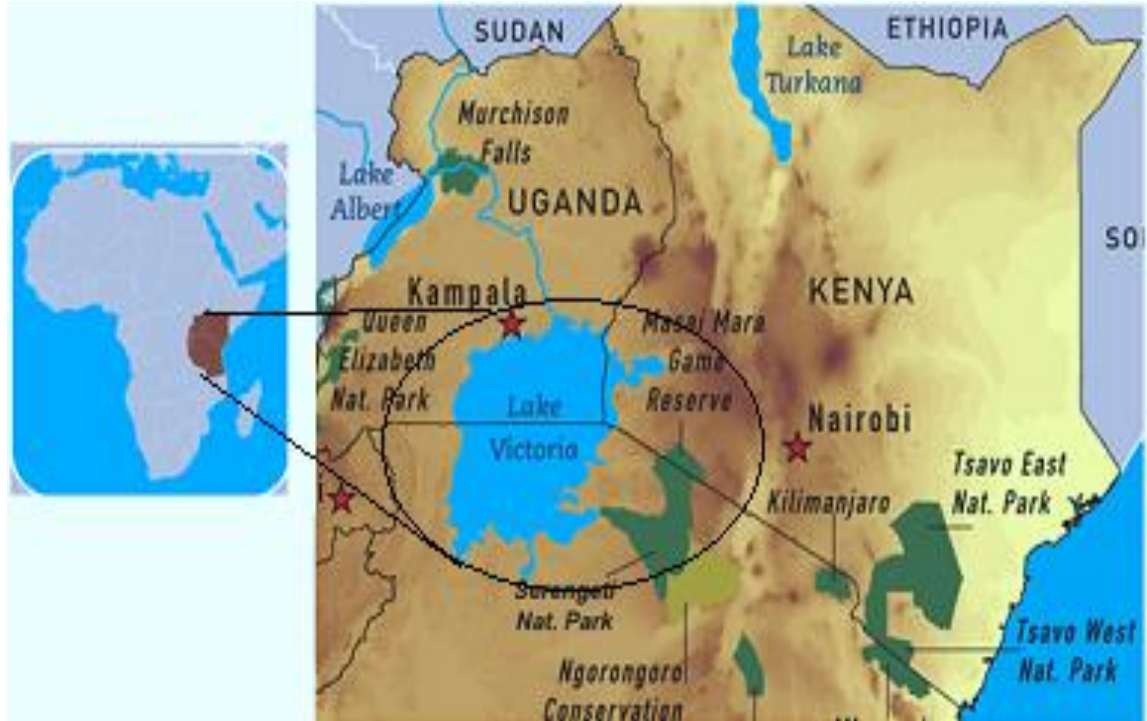 SUDAN
ETHIOPIA
Lake
Turkana
Murchison
Falls
Lake
Albert
UGANDA
SO
KENYA
Kampala
Queen
Elizabeth
Nat. Park
Masai Mara
Game
Reserve
Lake
Victoria
Nairobi
Tsavo East
Nat. Park
Kilimanjaro
Serengeti
Nat. Park
Tsavo West
Nat. Park
Ngorongoro
Conservation